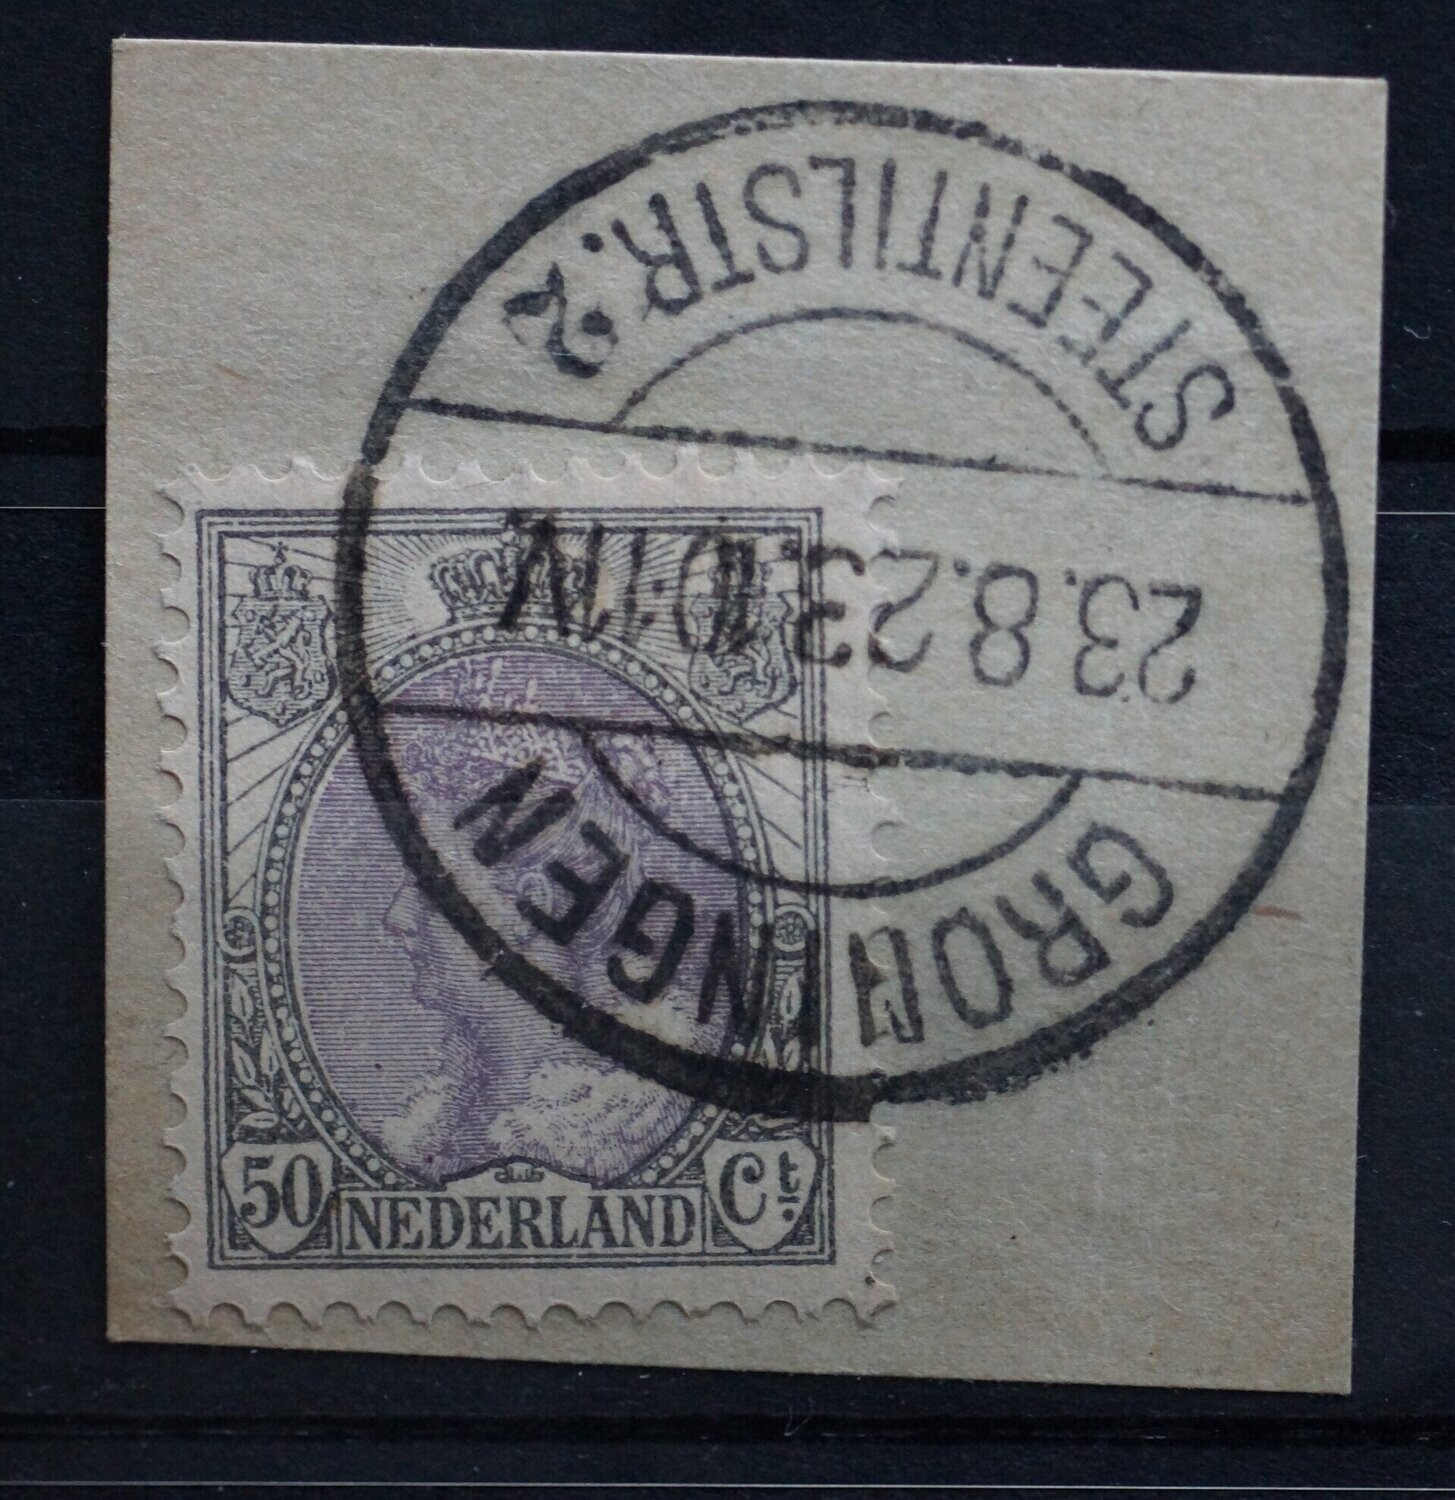 GRONINGEN
23.8.23.10-11V
STEENTILSTR. 2
50 NEDERLAND Ct.